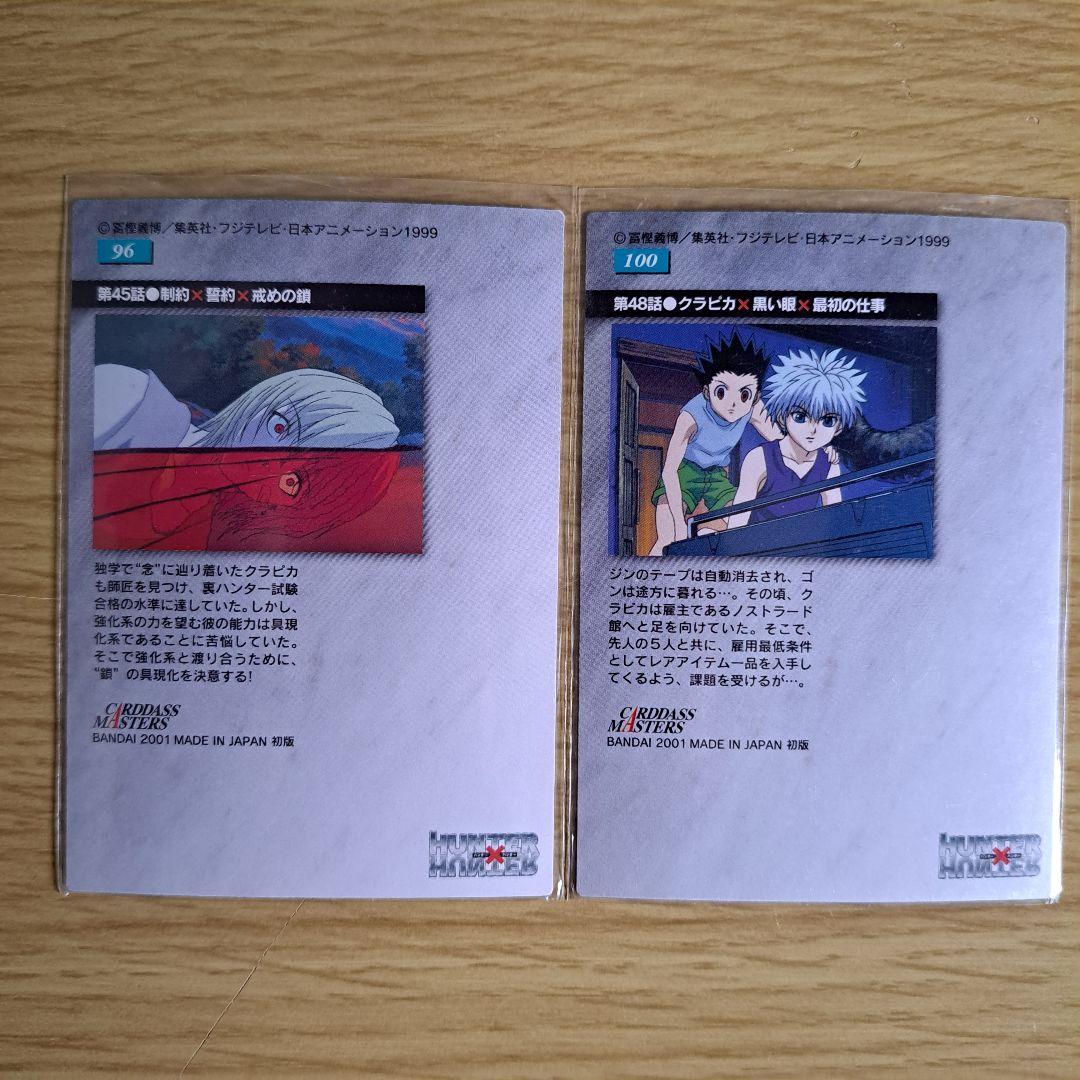 ©冨樫義博／集英社・フジテレビ・日本アニメーション1999
96
第45話●制約×誓約×戒めの鎖
独学で“念”に辿り着いたクラピカ
も師匠を見つけ、裏ハンター試験
合格の水準に達していた。しかし、
強化系の力を望む彼の能力は具現
化系であることに苦悩していた。
そこで強化系と渡り合うために、
“鎖”の具現化を決意する！
CARDDASS
MASTERS
BANDAI 2001 MADE IN JAPAN 初版
HUNTER
×
HUNTER
©冨樫義博／集英社・フジテレビ・日本アニメーション1999
100
第48話●クラピカ×黒い眼×最初の仕事
ジンのテープは自動消去され、ゴ
ンは途方に暮れる…。その頃、ク
ラピカは雇主であるノストラード
館へと足を向けていた。そこで、
先人の5人と共に、雇用最低条件
としてレアアイテム一品を入手し
てくるよう、課題を受けるが…。
CARDDASS
MASTERS
BANDAI 2001 MADE IN JAPAN 初版
HUNTER
×
HUNTER